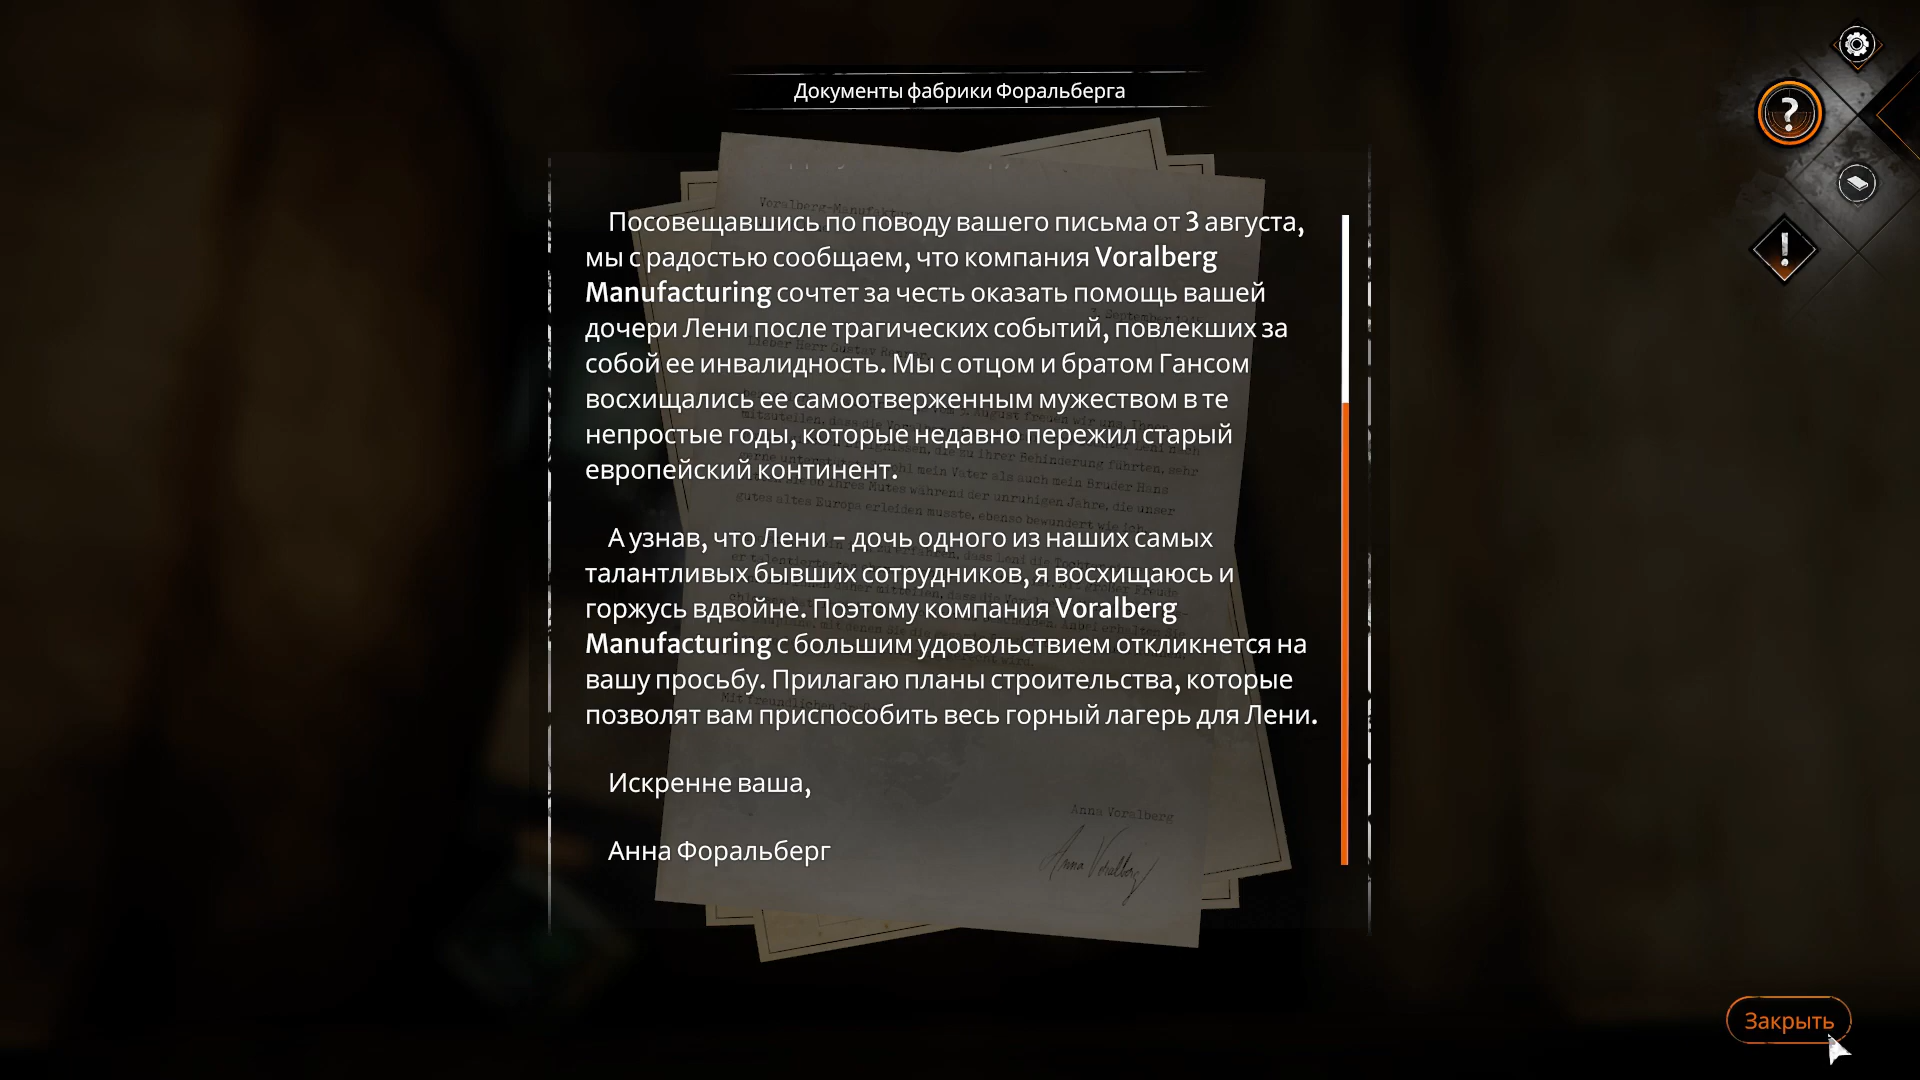 Документы фабрики Форальберга
Посовещавшись по поводу вашего письма от 3 августа,
мы с радостью сообщаем, что компания Voralberg
Manufacturing сочтет за честь оказать помощь вашей
дочери Лени после трагических событий, повлекших за
собой ее инвалидность. Мы с отцом и братом Гансом
восхищались ее самоотверженным мужеством в те
непростые годы, которые недавно пережил старый
европейский континент.
А узнав, что Лени – дочь одного из наших самых
талантливых бывших сотрудников, я восхищаюсь и
горжусь вдвойне. Поэтому компания Voralberg
Manufacturing с большим удовольствием откликнется на
вашу просьбу. Прилагаю планы строительства, которые
позволят вам приспособить весь горный лагерь для Лени.
Искренне ваша,
Анна Форальберг
Anna Voralberg
Anna Voralberg
Закрыть